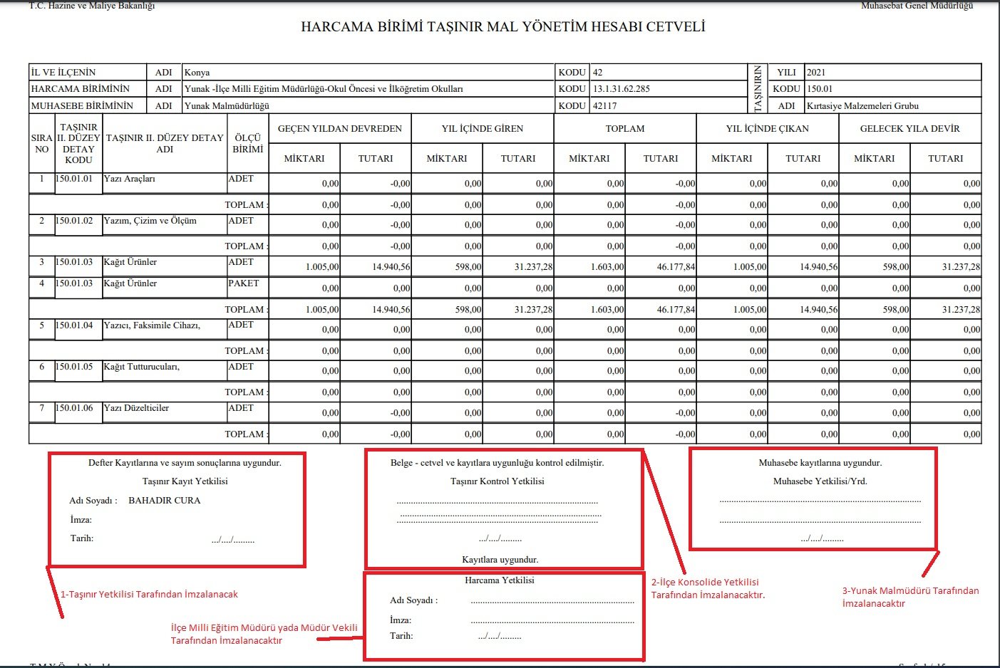 T.C. Hazine ve Maliye Bakanlığı Muhasebat Genel Müdürlüğü
HARCAMA BİRİMİ TAŞINIR MAL YÖNETİM HESABI CETVELİ
İL VE İLÇENİN ADI Konya KODU 42 TAŞINIRIN YILI 2021
HARCAMA BİRİMİNİN ADI Yunak -İlçe Milli Eğitim Müdürlüğü-Okul Öncesi ve İlköğretim Okulları KODU 13.1.31.62.285 KODU 150.01
MUHASEBE BİRİMİNİN ADI Yunak Malmüdürlüğü KODU 42117 ADI Kırtasiye Malzemeleri Grubu
SIRA NO TAŞINIR II. DÜZEY DETAY KODU TAŞINIR II. DÜZEY DETAY ADI ÖLÇÜ BİRİMİ GEÇEN YILDAN DEVREDEN YIL İÇİNDE GİREN TOPLAM YIL İÇİNDE ÇIKAN GELECEK YILA DEVİR
MİKTARI TUTARI MİKTARI TUTARI MİKTARI TUTARI MİKTARI TUTARI MİKTARI TUTARI
1 150.01.01 Yazı Araçları ADET 0,00 -0,00 0,00 0,00 0,00 -0,00 0,00 0,00 0,00 0,00
TOPLAM : 0,00 -0,00 0,00 0,00 0,00 -0,00 0,00 0,00 0,00 0,00
2 150.01.02 Yazım, Çizim ve Ölçüm ADET 0,00 -0,00 0,00 0,00 0,00 -0,00 0,00 0,00 0,00 0,00
TOPLAM : 0,00 -0,00 0,00 0,00 0,00 -0,00 0,00 0,00 0,00 0,00
3 150.01.03 Kağıt Ürünler ADET 1.005,00 14.940,56 598,00 31.237,28 1.603,00 46.177,84 1.005,00 14.940,56 598,00 31.237,28
4 150.01.03 Kağıt Ürünler PAKET 0,00 0,00 0,00 0,00 0,00 0,00 0,00 0,00 0,00 0,00
TOPLAM : 1.005,00 14.940,56 598,00 31.237,28 1.603,00 46.177,84 1.005,00 14.940,56 598,00 31.237,28
5 150.01.04 Yazıcı, Faksimile Cihazı, ADET 0,00 0,00 0,00 0,00 0,00 0,00 0,00 0,00 0,00 0,00
TOPLAM : 0,00 0,00 0,00 0,00 0,00 0,00 0,00 0,00 0,00 0,00
6 150.01.05 Kağıt Tutturucuları, ADET 0,00 0,00 0,00 0,00 0,00 0,00 0,00 0,00 0,00 0,00
TOPLAM : 0,00 0,00 0,00 0,00 0,00 0,00 0,00 0,00 0,00 0,00
7 150.01.06 Yazı Düzelticiler ADET 0,00 -0,00 0,00 0,00 0,00 -0,00 0,00 0,00 0,00 0,00
TOPLAM : 0,00 -0,00 0,00 0,00 0,00 -0,00 0,00 0,00 0,00 0,00
Defter Kayıtlarına ve sayım sonuçlarına uygundur.
Taşınır Kayıt Yetkilisi
Adı Soyadı : BAHADIR CURA
İmza:
Tarih: .../..../.........
1-Taşınır Yetkilisi Tarafından İmzalanacak
Belge - cetvel ve kayıtlara uygunluğu kontrol edilmiştir.
Taşınır Kontrol Yetkilisi
.../..../.........
Kayıtlara uygundur.
Harcama Yetkilisi
Adı Soyadı :
İmza:
Tarih: .../..../.........
İlçe Milli Eğitim Müdürü yada Müdür Vekili
Tarafından İmzalanacaktır
2-İlçe Konsolide Yetkilisi
Tarafından İmzalanacaktır.
Muhasebe kayıtlarına uygundur.
Muhasebe Yetkilisi/Yrd.
.../..../.........
3-Yunak Malmüdürü Tarafından
İmzalanacaktır